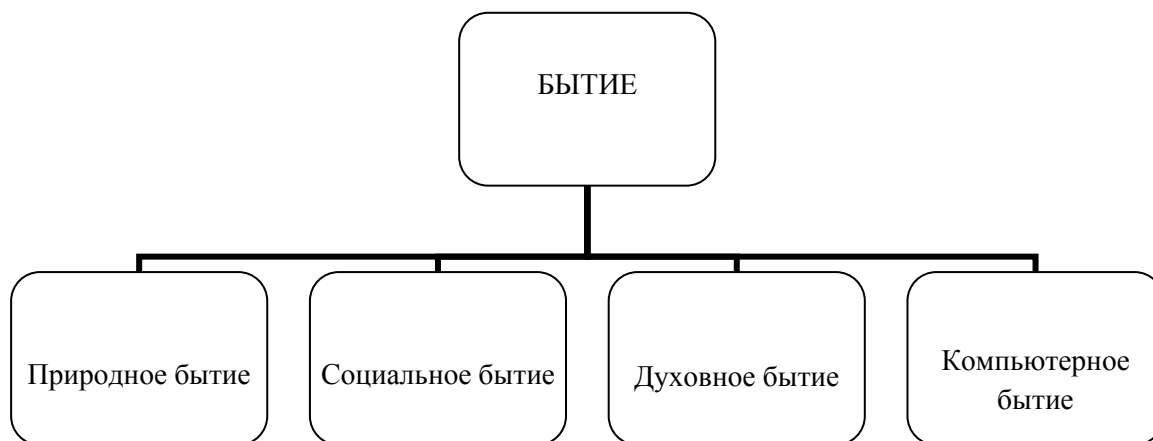 БЫТИЕ
Природное бытие
Социальное бытие
Духовное бытие
Компьютерное
бытие